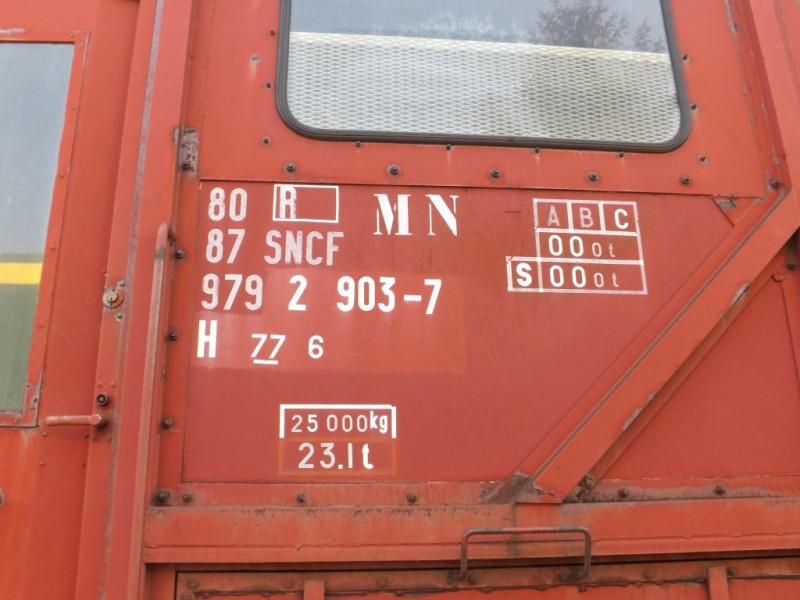 80 R
MN
87 SNCF
979 2 903-7
H 77 6
A B C
00 0t
S 00 0t
25 000kg
23.1t